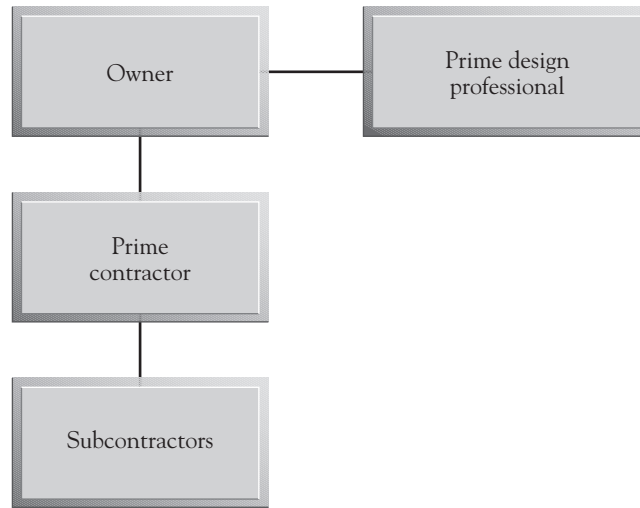 Owner
Prime design
professional
Prime
contractor
Subcontractors